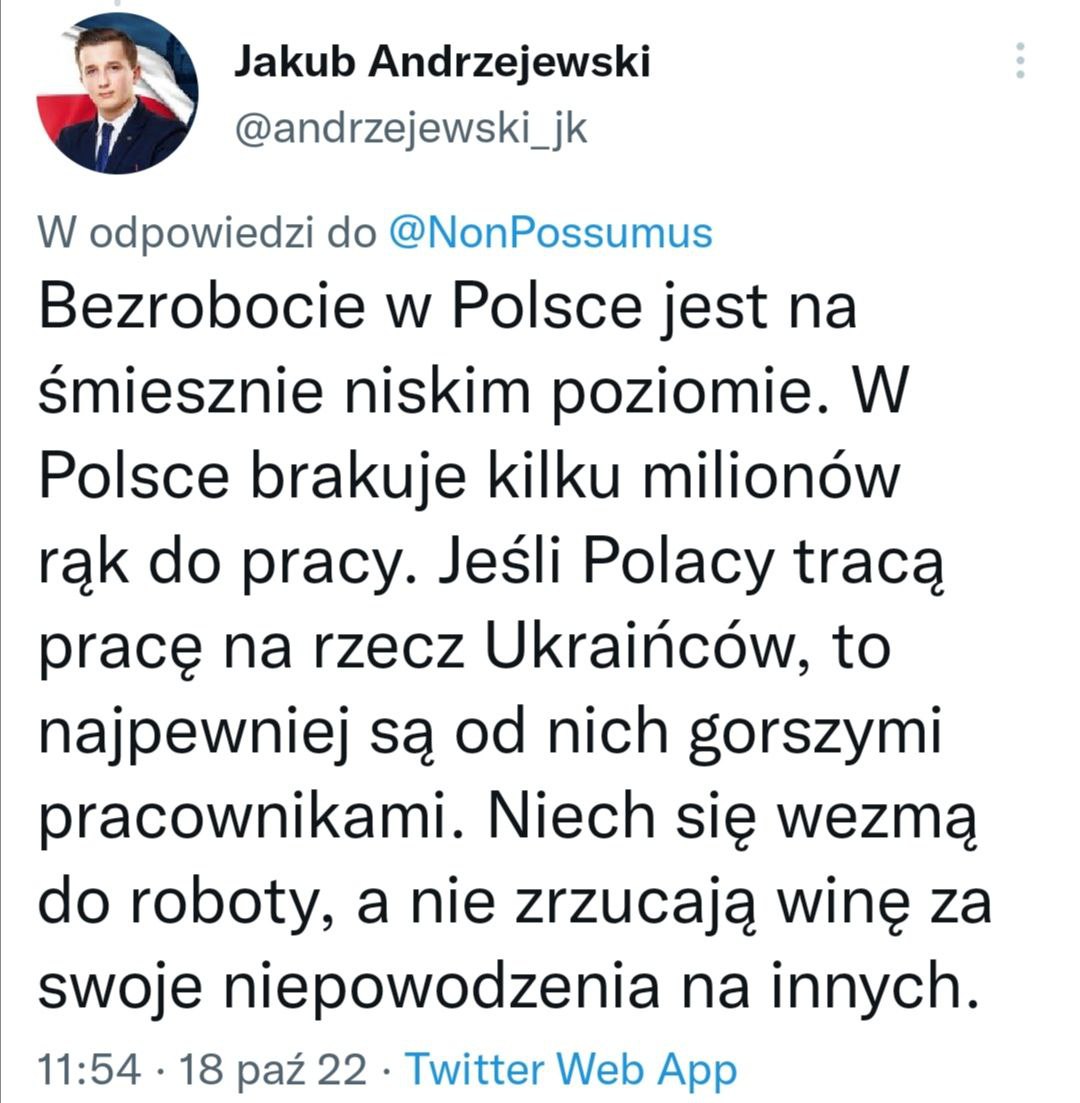 Jakub Andrzejewski
@andrzejewski_jk
W odpowiedzi do @NonPossumus
Bezrobocie w Polsce jest na
śmiesznie niskim poziomie. W
Polsce brakuje kilku milionów
rąk do pracy. Jeśli Polacy tracą
pracę na rzecz Ukraińców, to
najpewniej są od nich gorszymi
pracownikami. Niech się wezmą
do roboty, a nie zrzucają winę za
swoje niepowodzenia na innych.
11:54 · 18 paź 22 · Twitter Web App